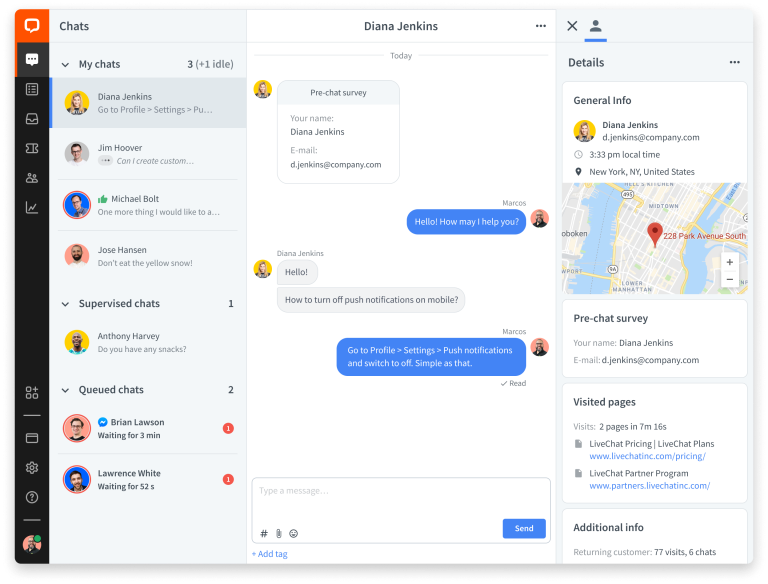 Chats
My chats
3 (+1 idle)
Diana Jenkins
Go to Profile > Settings > Pu…
Jim Hoover
Can I create custom…
Michael Bolt
One more thing I would like to a…
Jose Hansen
Don't eat the yellow snow!
Supervised chats
1
Anthony Harvey
Do you have any snacks?
Queued chats
2
Brian Lawson
Waiting for 3 min
1
Lawrence White
Waiting for 52 s
1
Diana Jenkins
Today
Pre-chat survey
Your name:
Diana Jenkins
E-mail:
d.jenkins@company.com
Marcos
Hello! How may I help you?
Diana Jenkins
Hello!
How to turn off push notifications on mobile?
Marcos
Go to Profile > Settings > Push notifications
and switch to off. Simple as that.
Read
Type a message…
#
Send
+ Add tag
Details
General Info
Diana Jenkins
d.jenkins@company.com
3:33 pm local time
New York, NY, United States
HELL'S KITCHEN
495
MIDTOWN
oboken
228 Park Avenue South
WPORT
9A
LOWER
MANHATTAN
+
−
Pre-chat survey
Your name: Diana Jenkins
E-mail: d.jenkins@company.com
Visited pages
Visits: 2 pages in 7m 16s
LiveChat Pricing | LiveChat Plans
www.livechatinc.com/pricing/
LiveChat Partner Program
www.partners.livechatinc.com/
Additional info
Returning customer: 77 visits, 6 chats